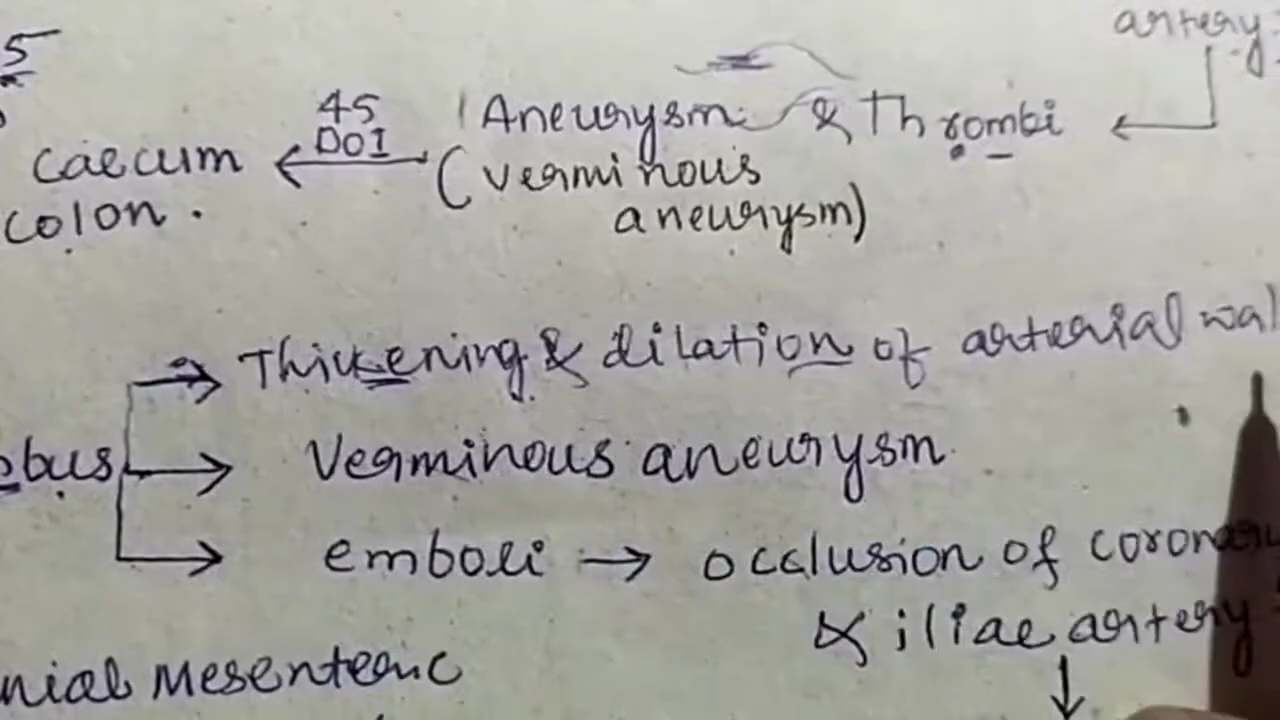 artery
5
45
DOI
Aneurysm & Thrombi
caecum
(verminous
colon.
aneurysm)
Thickening & dilation of arterial wal
bus
Verminous aneurysm
emboli → occlusion of coronary
& iliac artery
nial Mesenteric